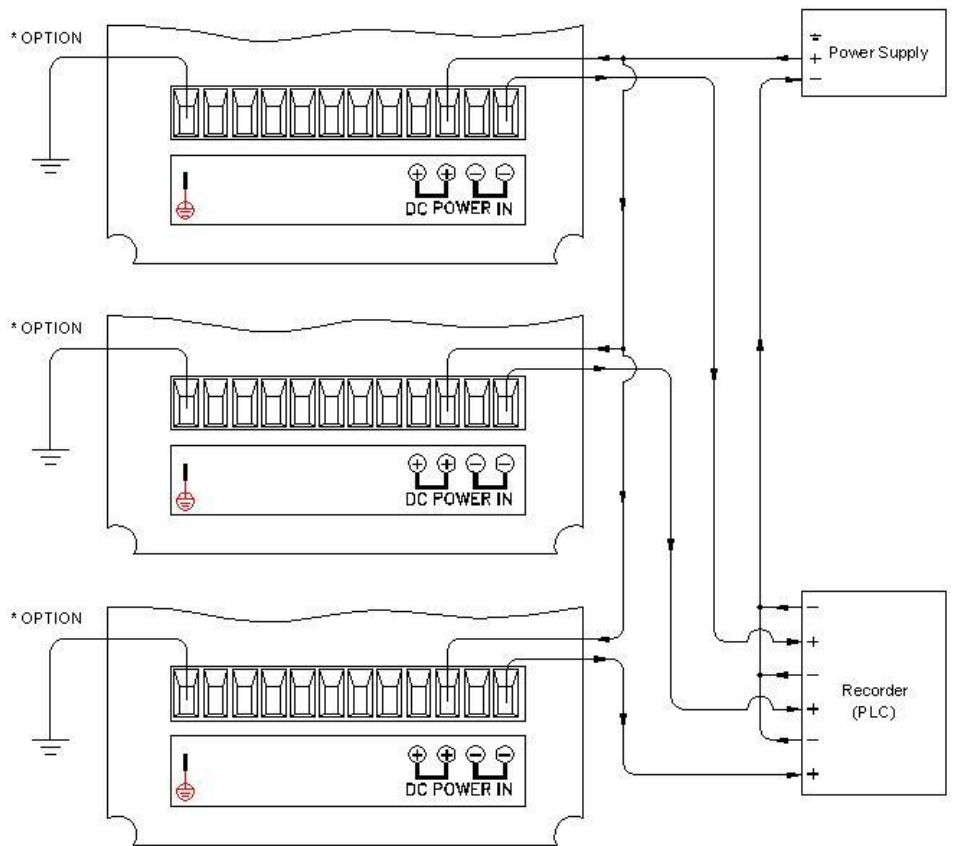 * OPTION
+
−
Power Supply
+ + − −
DC POWER IN
* OPTION
+ + − −
DC POWER IN
* OPTION
+ + − −
DC POWER IN
−
+
−
+
−
+
Recorder
(PLC)